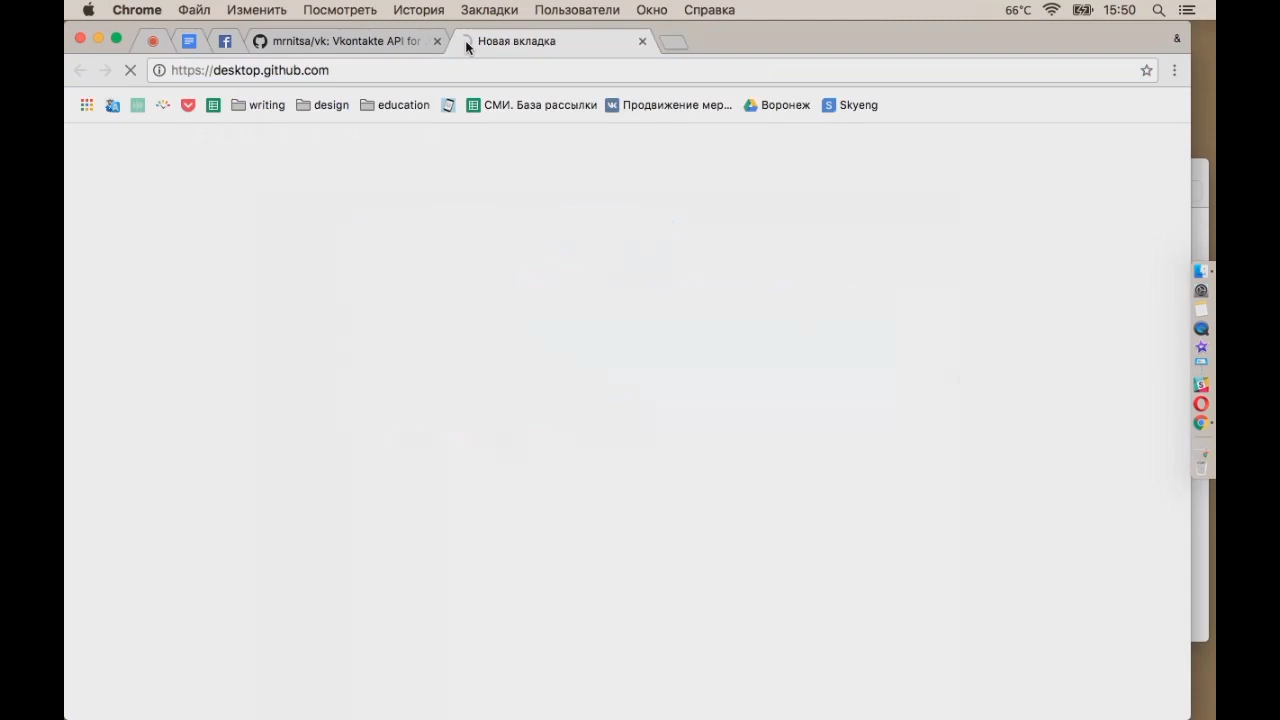 Chrome Файл Изменить Посмотреть История Закладки Пользователи Окно Справка 66°C 15:50
mrnitsa/vk: Vkontakte API for Новая вкладка &
https://desktop.github.com
writing design education СМИ. База рассылки Продвижение мер... Воронеж S Skyeng